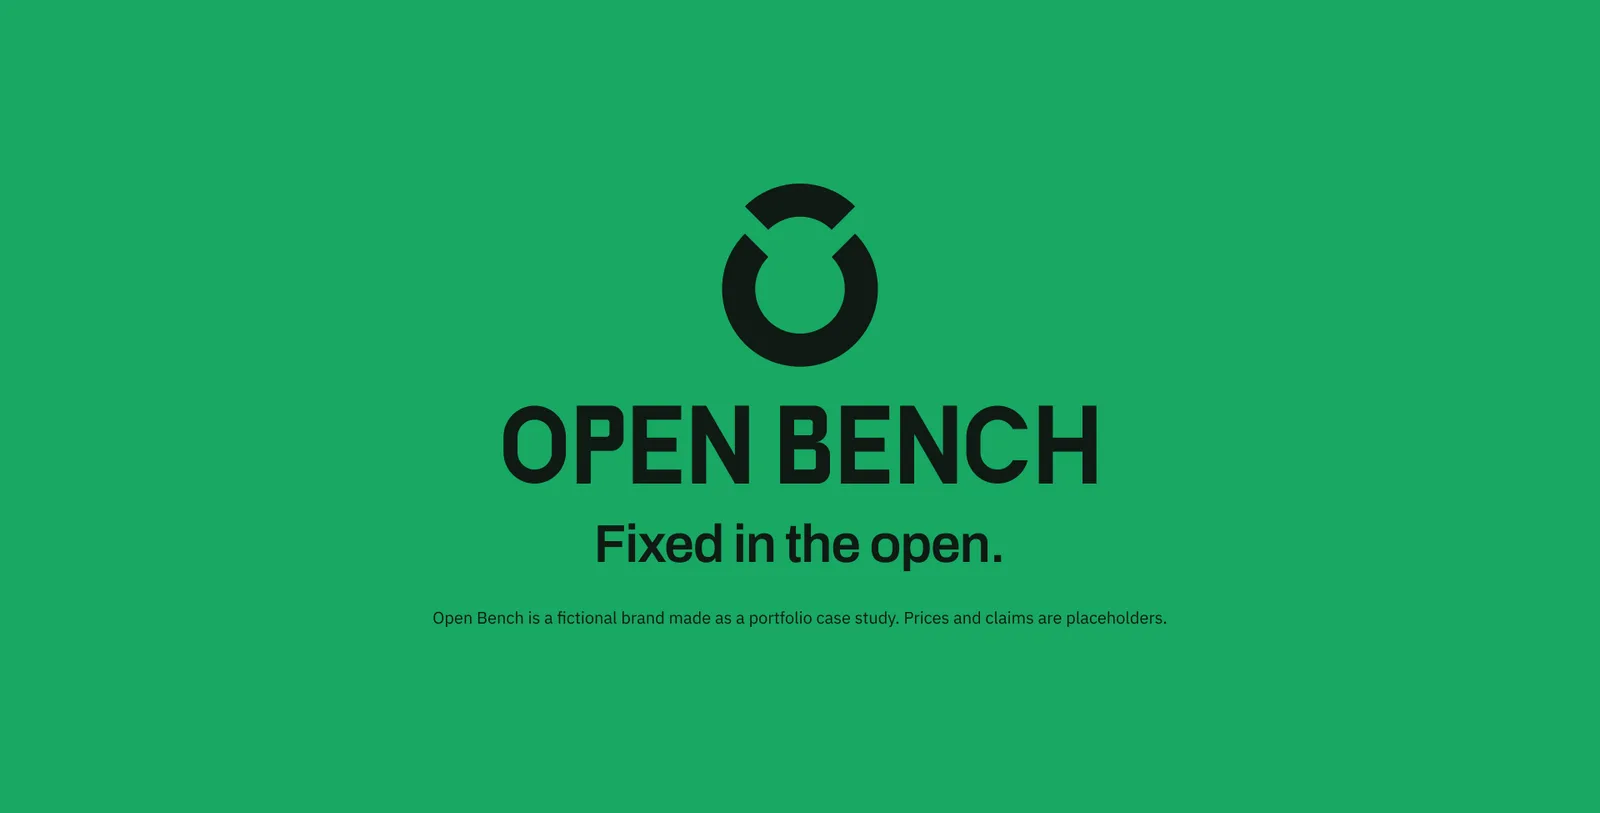 OPEN BENCH
Fixed in the open.
Open Bench is a fictional brand made as a portfolio case study. Prices and claims are placeholders.